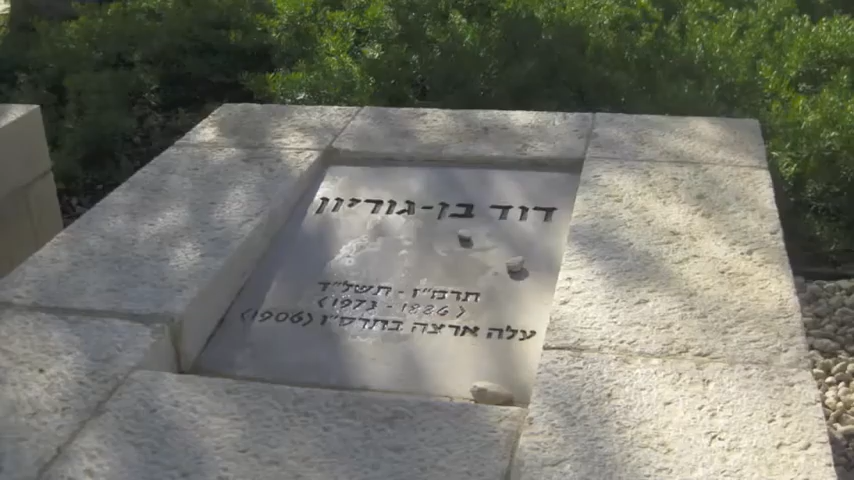 דוד בן-גוריון
תרמ"ז - תשל"ד
(1886 - 1973)
עלה ארצה בתרס"ו (1906)